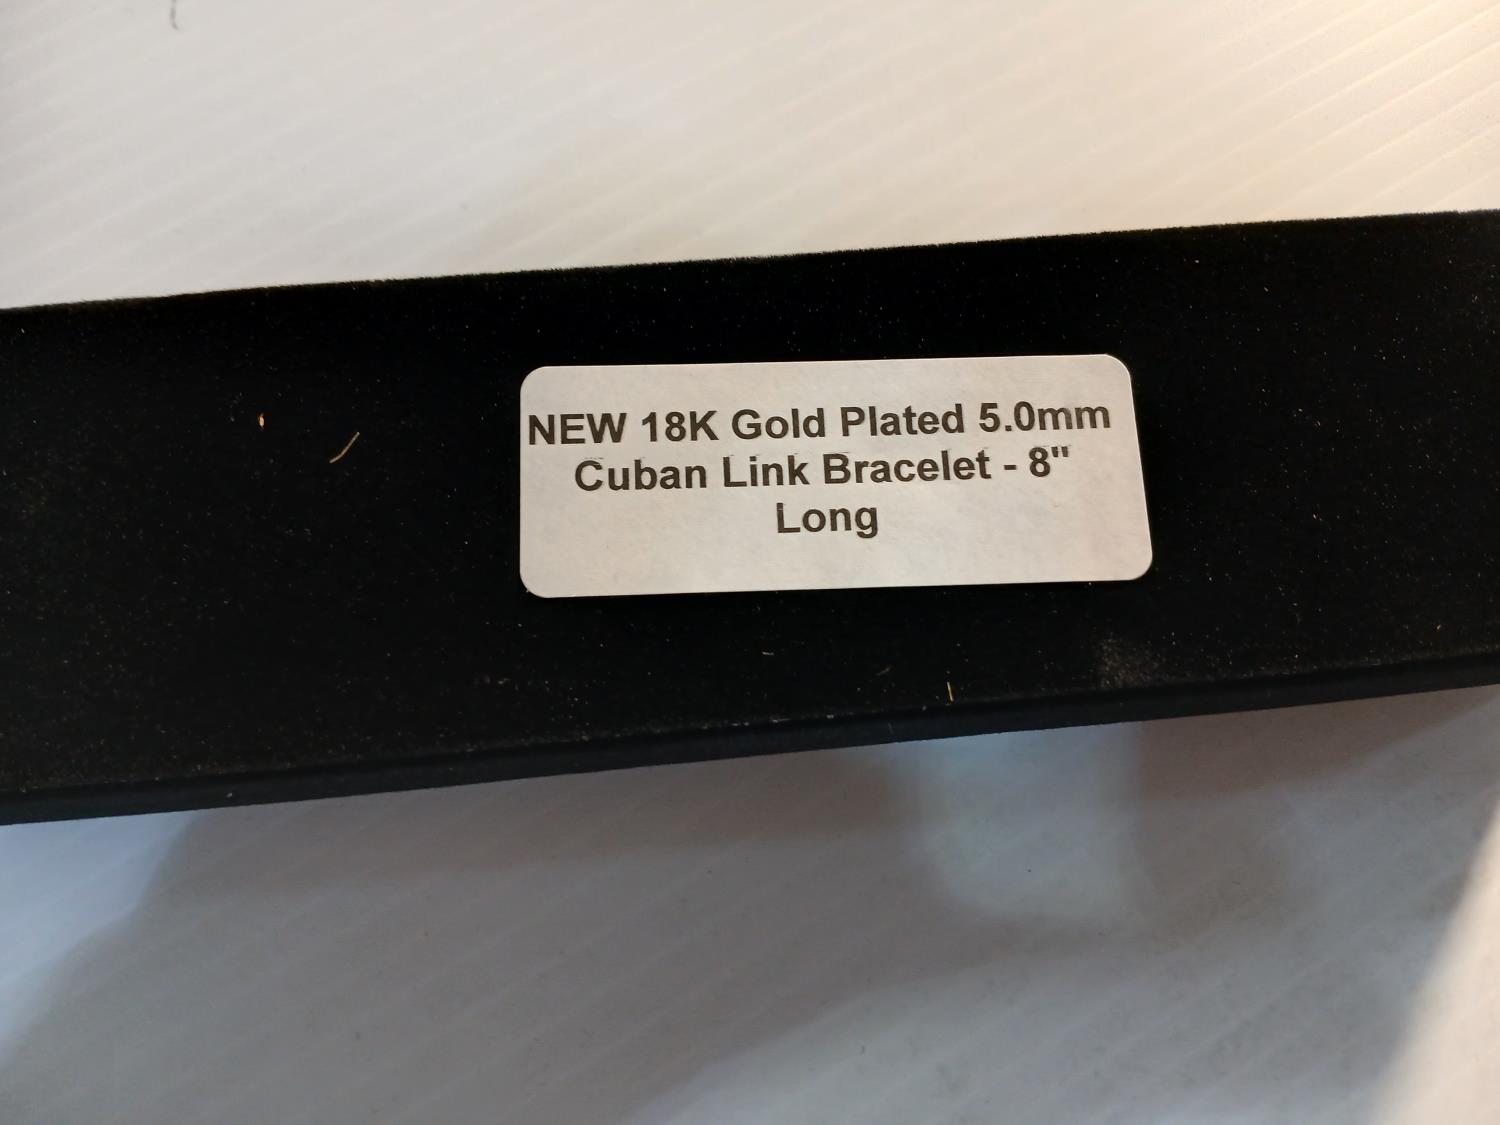 NEW 18K Gold Plated 5.0mm
Cuban Link Bracelet - 8"
Long